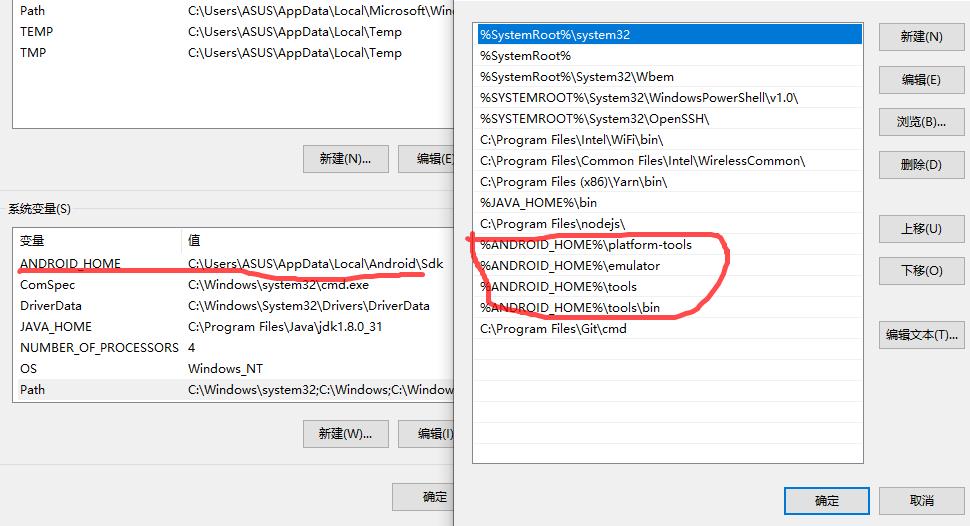 Path C:\Users\ASUS\AppData\Local\Microsoft\Win
TEMP C:\Users\ASUS\AppData\Local\Temp
TMP C:\Users\ASUS\AppData\Local\Temp
新建(N)... 编辑(E)
系统变量(S)
变量 值
ANDROID_HOME C:\Users\ASUS\AppData\Local\Android\Sdk
ComSpec C:\Windows\system32\cmd.exe
DriverData C:\Windows\System32\Drivers\DriverData
JAVA_HOME C:\Program Files\Java\jdk1.8.0_31
NUMBER_OF_PROCESSORS 4
OS Windows_NT
Path C:\Windows\system32;C:\Windows;C:\Window
新建(W)... 编辑(I)
确定
%SystemRoot%\system32
%SystemRoot%
%SystemRoot%\System32\Wbem
%SYSTEMROOT%\System32\WindowsPowerShell\v1.0\
%SYSTEMROOT%\System32\OpenSSH\
C:\Program Files\Intel\WiFi\bin\
C:\Program Files\Common Files\Intel\WirelessCommon\
C:\Program Files (x86)\Yarn\bin\
%JAVA_HOME%\bin
C:\Program Files\nodejs\
%ANDROID_HOME%\platform-tools
%ANDROID_HOME%\emulator
%ANDROID_HOME%\tools
%ANDROID_HOME%\tools\bin
C:\Program Files\Git\cmd
新建(N)
编辑(E)
浏览(B)...
删除(D)
上移(U)
下移(O)
编辑文本(T)...
确定 取消